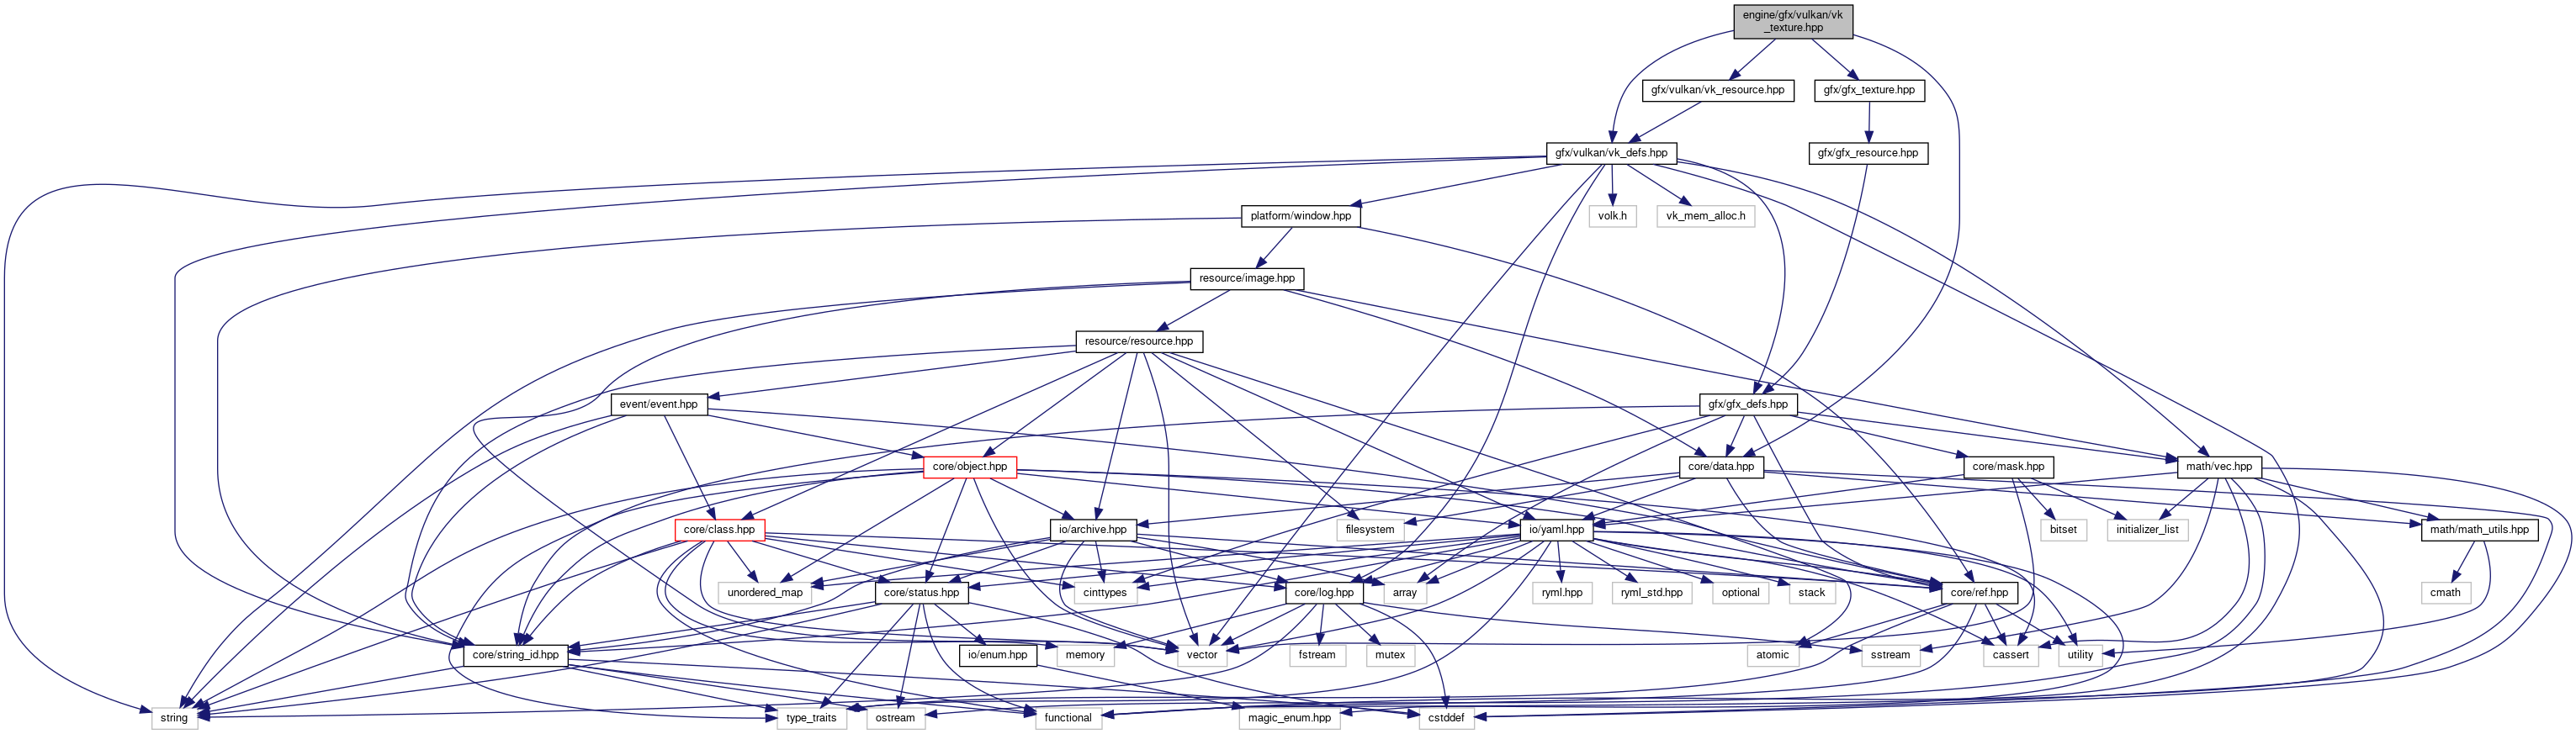 engine/gfx/vulkan/vk
_texture.hpp
gfx/vulkan/vk_resource.hpp
gfx/gfx_texture.hpp
gfx/vulkan/vk_defs.hpp
gfx/gfx_resource.hpp
platform/window.hpp
volk.h
vk_mem_alloc.h
resource/image.hpp
resource/resource.hpp
event/event.hpp
gfx/gfx_defs.hpp
core/object.hpp
core/data.hpp
core/mask.hpp
math/vec.hpp
core/class.hpp
io/archive.hpp
filesystem
io/yaml.hpp
bitset
initializer_list
math/math_utils.hpp
unordered_map
core/status.hpp
cinttypes
core/log.hpp
array
ryml.hpp
ryml_std.hpp
optional
stack
core/ref.hpp
cmath
core/string_id.hpp
io/enum.hpp
memory
vector
fstream
mutex
atomic
sstream
cassert
utility
string
type_traits
ostream
functional
magic_enum.hpp
cstddef